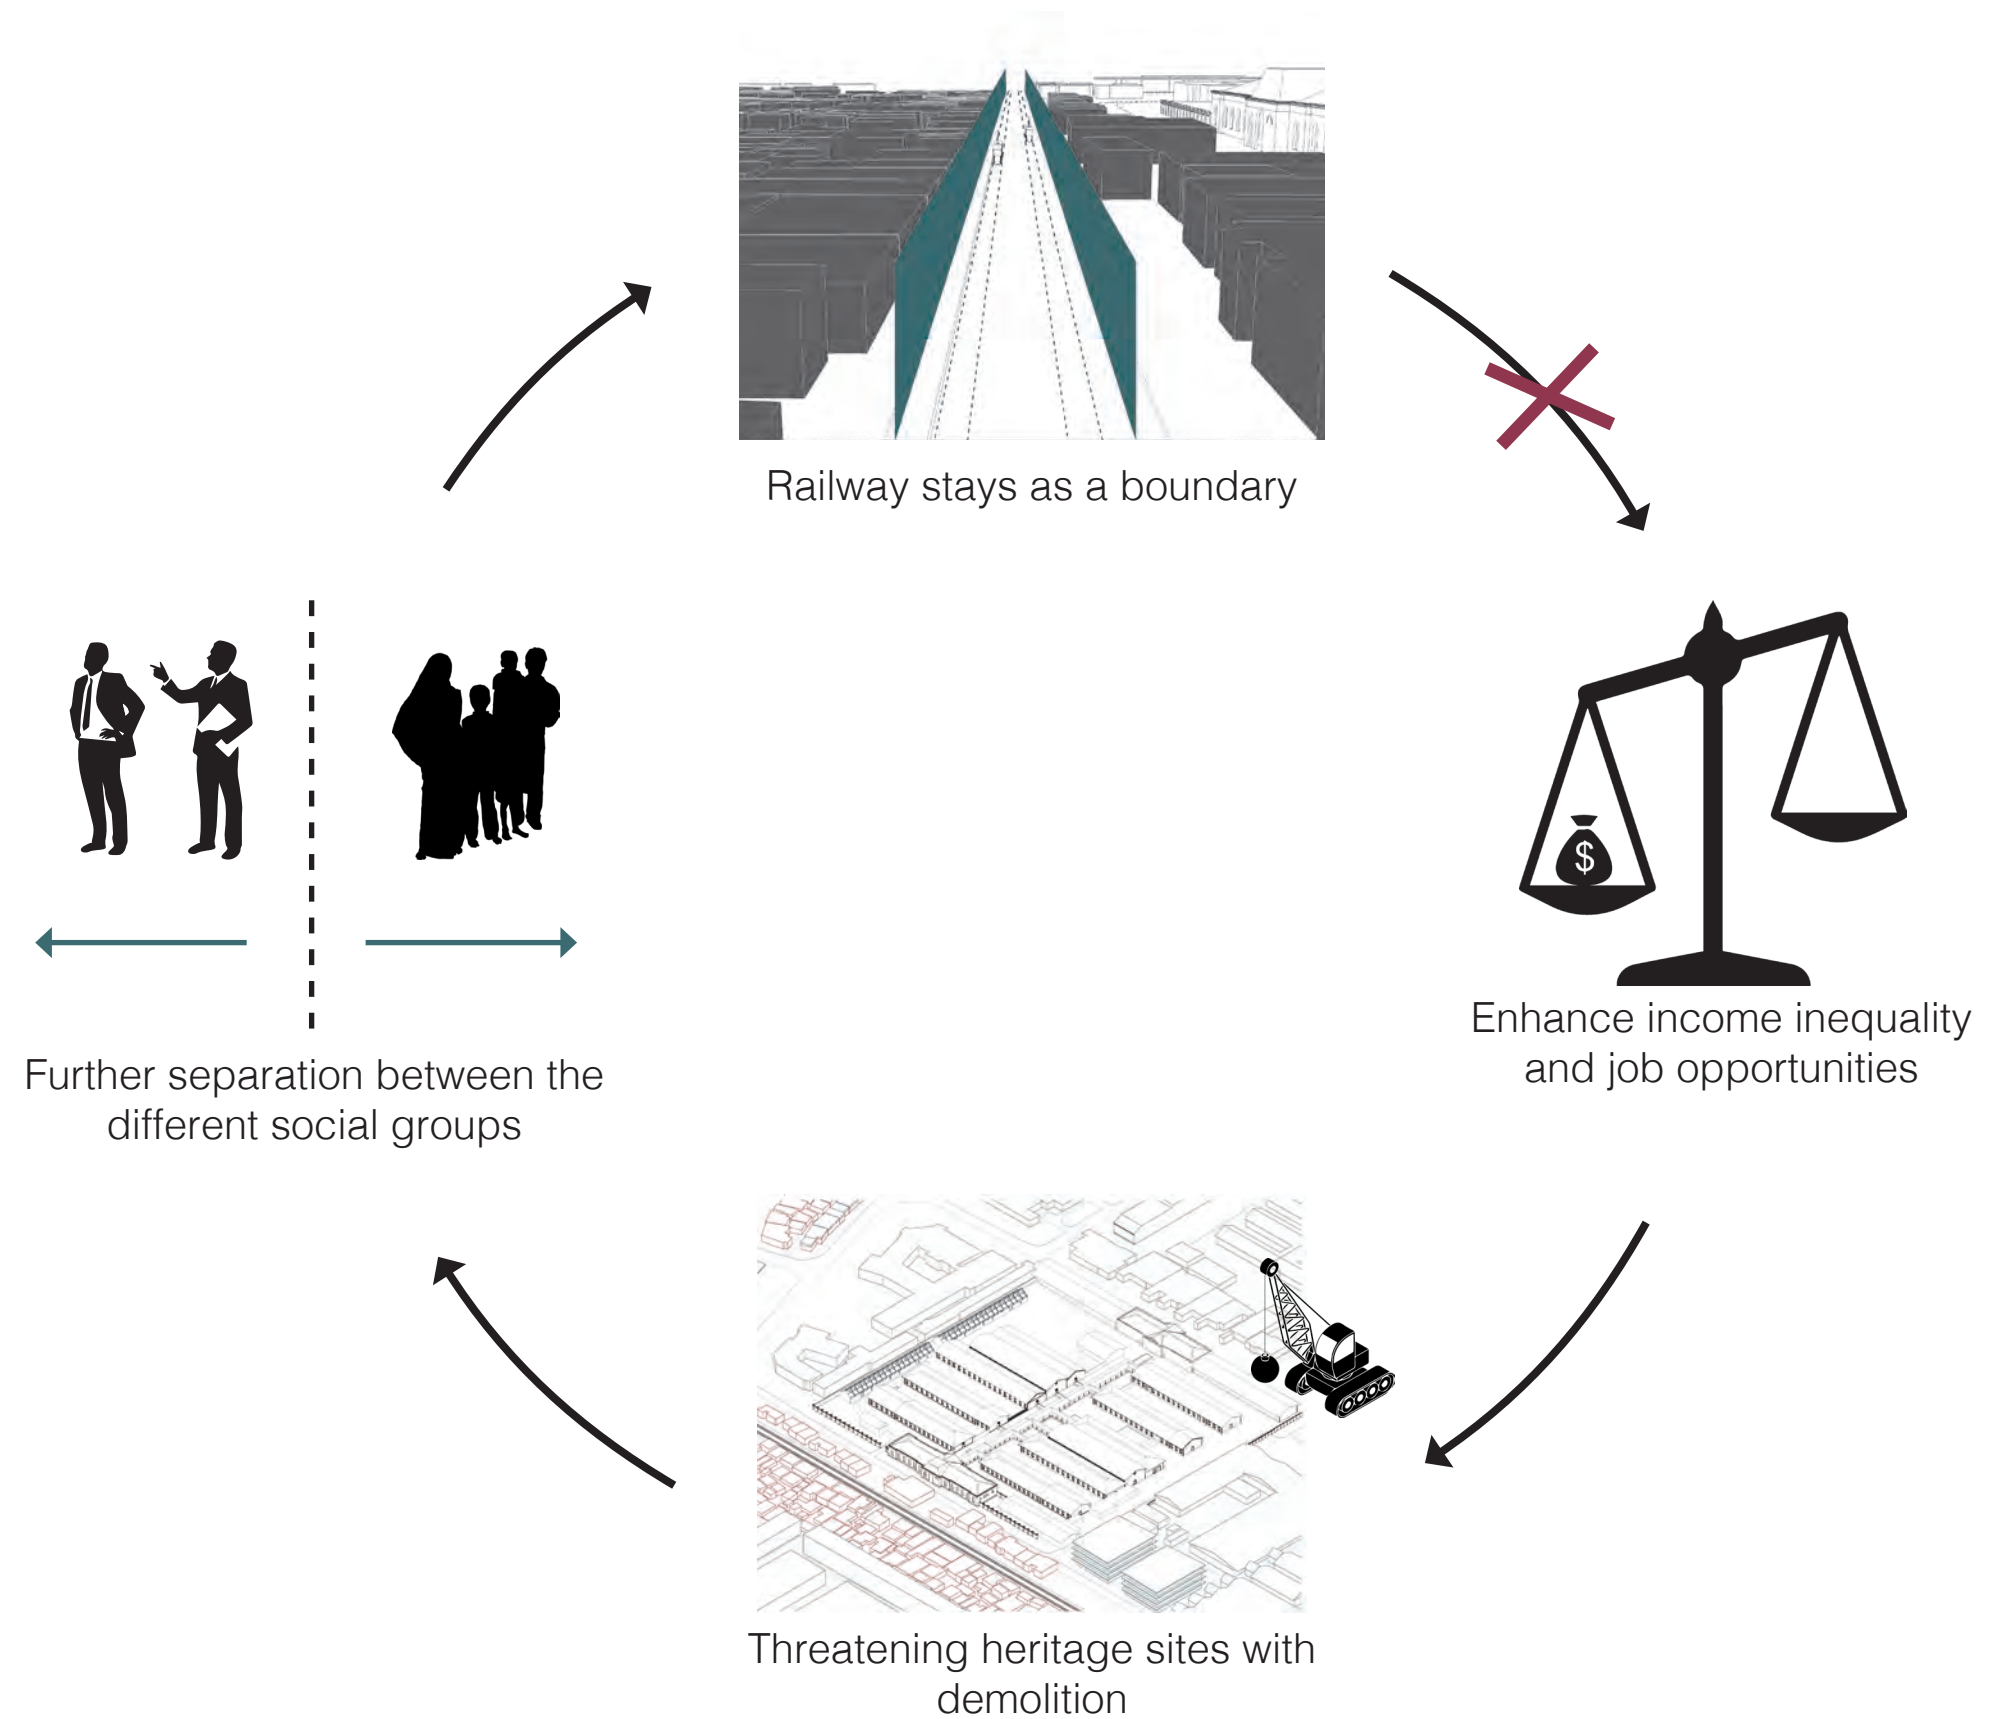 Railway stays as a boundary
$
Enhance income inequality
and job opportunities
Further separation between the
different social groups
Threatening heritage sites with
demolition